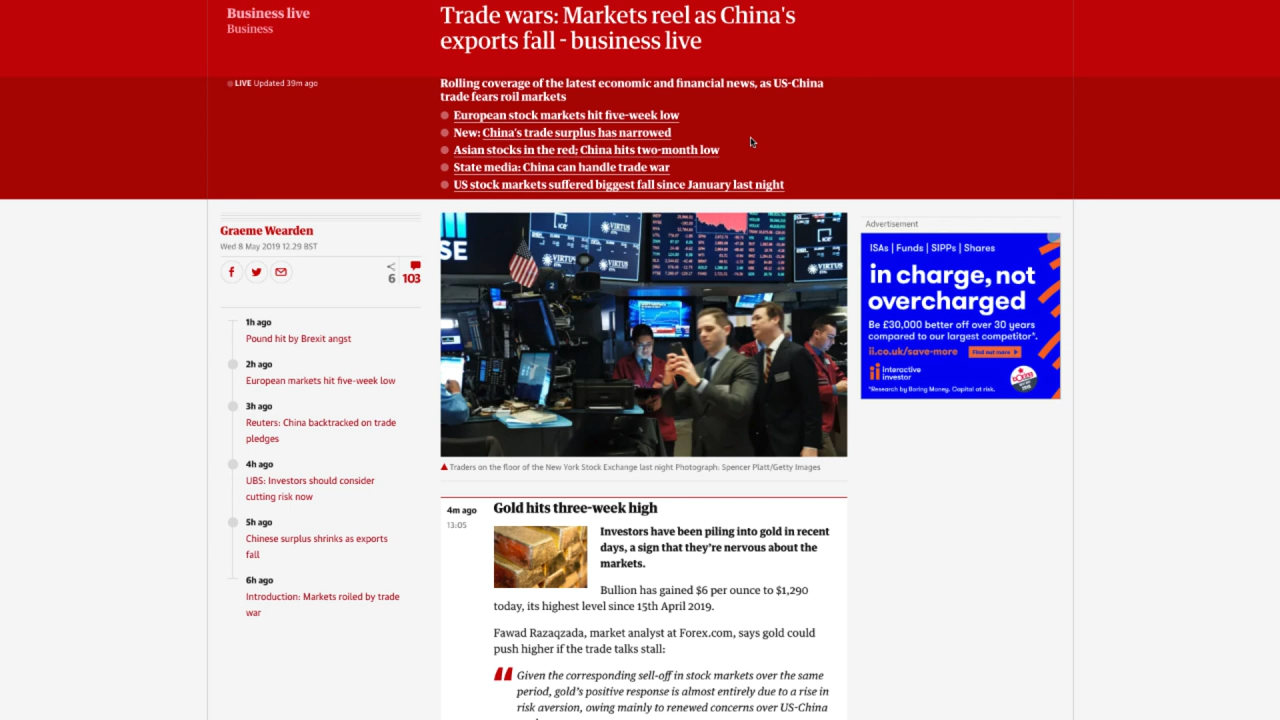 Business live
Business
Trade wars: Markets reel as China's
exports fall - business live
LIVE Updated 39m ago
Rolling coverage of the latest economic and financial news, as US-China
trade fears roil markets
European stock markets hit five-week low
New: China's trade surplus has narrowed
Asian stocks in the red; China hits two-month low
State media: China can handle trade war
US stock markets suffered biggest fall since January last night
Graeme Wearden
Wed 8 May 2019 12.29 BST
6 103
1h ago
Pound hit by Brexit angst
2h ago
European markets hit five-week low
3h ago
Reuters: China backtracked on trade
pledges
4h ago
UBS: Investors should consider
cutting risk now
5h ago
Chinese surplus shrinks as exports
fall
6h ago
Introduction: Markets roiled by trade
war
VIRTUS
VIRTUS
Traders on the floor of the New York Stock Exchange last night Photograph: Spencer Platt/Getty Images
4m ago
13:05
Gold hits three-week high
Investors have been piling into gold in recent
days, a sign that they're nervous about the
markets.
Bullion has gained $6 per ounce to $1,290
today, its highest level since 15th April 2019.
Fawad Razaqzada, market analyst at Forex.com, says gold could
push higher if the trade talks stall:
Given the corresponding sell-off in stock markets over the same
period, gold's positive response is almost entirely due to a rise in
risk aversion, owing mainly to renewed concerns over US-China
Advertisement
ISAs | Funds | SIPPs | Shares
in charge, not
overcharged
Be £30,000 better off over 30 years
compared to our largest competitor*.
ii.co.uk/save-more Find out more
interactive
investor
*Research by Boring Money. Capital at risk.